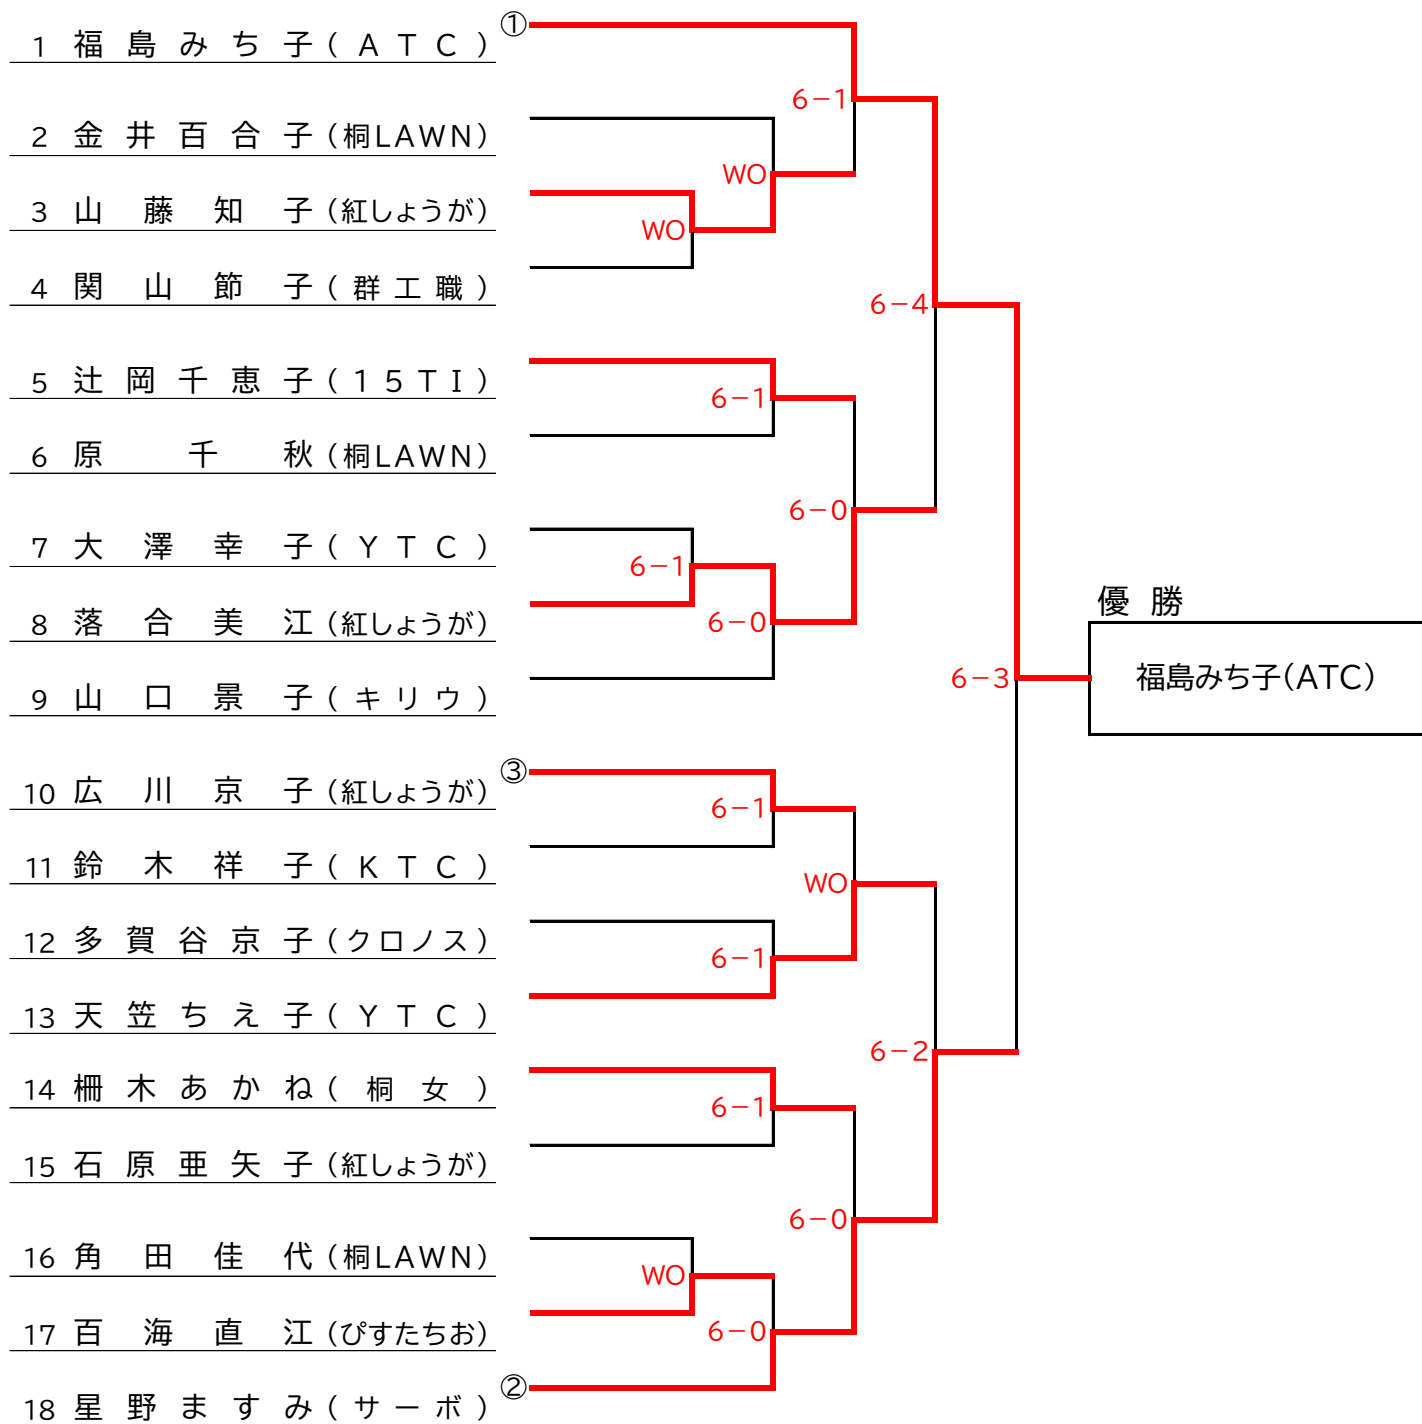 1 福島みち子(ATC) ①
6-1
2 金井百合子(桐LAWN)
WO
3 山藤知子(紅しょうが)
WO
4 関山節子(群工職)
6-4
5 辻岡千恵子(15TI)
6-1
6 原千秋(桐LAWN)
6-0
7 大澤幸子(YTC)
6-1
8 落合美江(紅しょうが)
6-0
優勝
9 山口景子(キリウ)
6-3
福島みち子(ATC)
10 広川京子(紅しょうが) ③
6-1
11 鈴木祥子(KTC)
WO
12 多賀谷京子(クロノス)
6-1
13 天笠ちえ子(YTC)
6-2
14 柵木あかね(桐女)
6-1
15 石原亜矢子(紅しょうが)
6-0
16 角田佳代(桐LAWN)
WO
17 百海直江(ぴすたちお)
6-0
18 星野ますみ(サーボ) ②